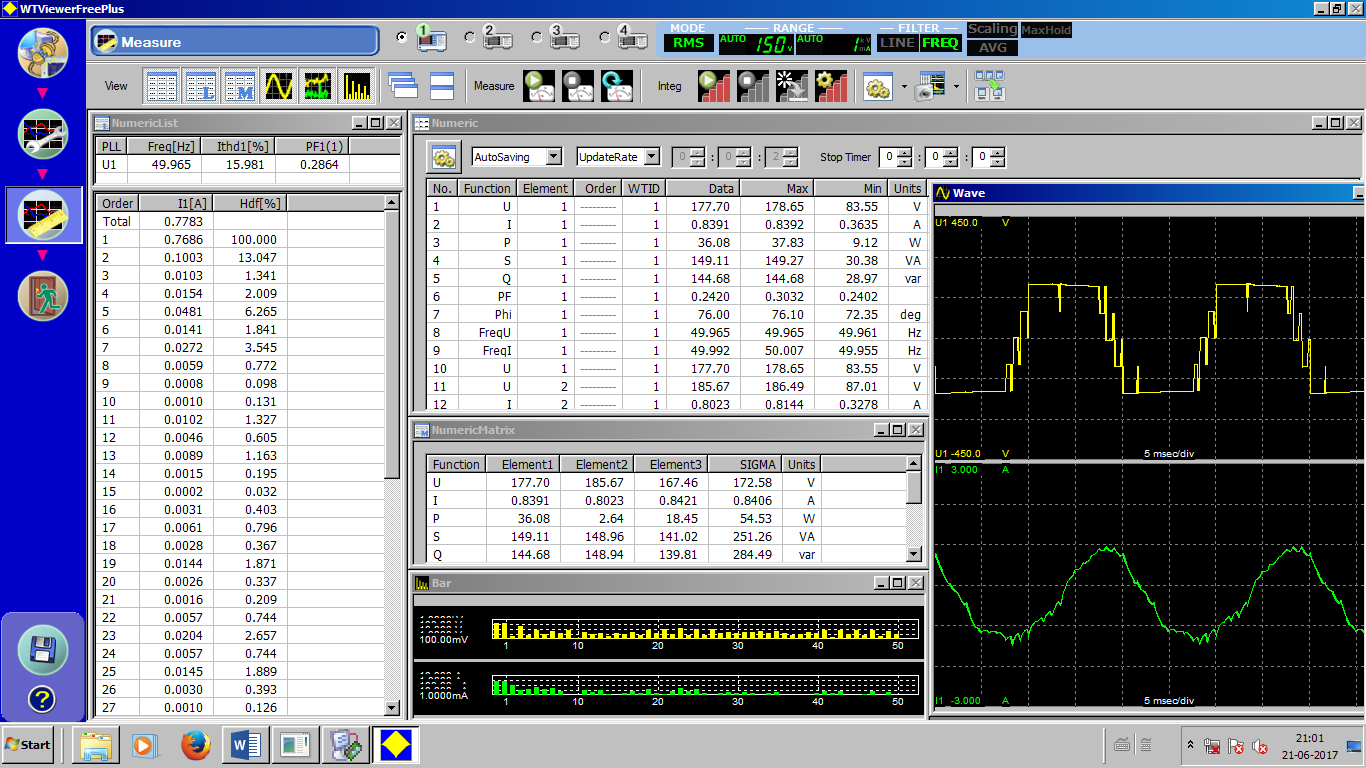 WTViewerFreePlus
Measure
1 2 3 4
MODE RANGE FILTER
RMS AUTO 150 V AUTO 1 kV mA LINE FREQ
Scaling MaxHold
AVG
View Measure Integ
NumericList
PLL Freq[Hz] Ithd1[%] PF1(1)
U1 49.965 15.981 0.2864
Order I1[A] Hdf[%]
Total 0.7783
1 0.7686 100.000
2 0.1003 13.047
3 0.0103 1.341
4 0.0154 2.009
5 0.0481 6.265
6 0.0141 1.841
7 0.0272 3.545
8 0.0059 0.772
9 0.0008 0.098
10 0.0010 0.131
11 0.0102 1.327
12 0.0046 0.605
13 0.0089 1.163
14 0.0015 0.195
15 0.0002 0.032
16 0.0031 0.403
17 0.0061 0.796
18 0.0028 0.367
19 0.0144 1.871
20 0.0026 0.337
21 0.0016 0.209
22 0.0057 0.744
23 0.0204 2.657
24 0.0057 0.744
25 0.0145 1.889
26 0.0030 0.393
27 0.0010 0.126
Numeric
AutoSaving UpdateRate 0 : 0 : 2 Stop Timer 0 : 0 : 0
No. Function Element Order WTID Data Max Min Units
1 U 1 --------- 1 177.70 178.65 83.55 V
2 I 1 --------- 1 0.8391 0.8392 0.3635 A
3 P 1 --------- 1 36.08 37.83 9.12 W
4 S 1 --------- 1 149.11 149.27 30.38 VA
5 Q 1 --------- 1 144.68 144.68 28.97 var
6 PF 1 --------- 1 0.2420 0.3032 0.2402
7 Phi 1 --------- 1 76.00 76.10 72.35 deg
8 FreqU 1 --------- 1 49.965 49.965 49.961 Hz
9 FreqI 1 --------- 1 49.992 50.007 49.955 Hz
10 U 1 --------- 1 177.70 178.65 83.55 V
11 U 2 --------- 1 185.67 186.49 87.01 V
12 I 2 --------- 1 0.8023 0.8144 0.3278 A
NumericMatrix
Function Element1 Element2 Element3 SIGMA Units
U 177.70 185.67 167.46 172.58 V
I 0.8391 0.8023 0.8421 0.8406 A
P 36.08 2.64 18.45 54.53 W
S 149.11 148.96 141.02 251.26 VA
Q 144.68 148.94 139.81 284.49 var
Bar
100.00mV
1 10 20 30 40 50
1.0000mA
1 10 20 30 40 50
Wave
U1 450.0 V
U1 -450.0 V 5 msec/div
I1 3.000 A
I1 -3.000 A 5 msec/div
Start
21:01
21-06-2017